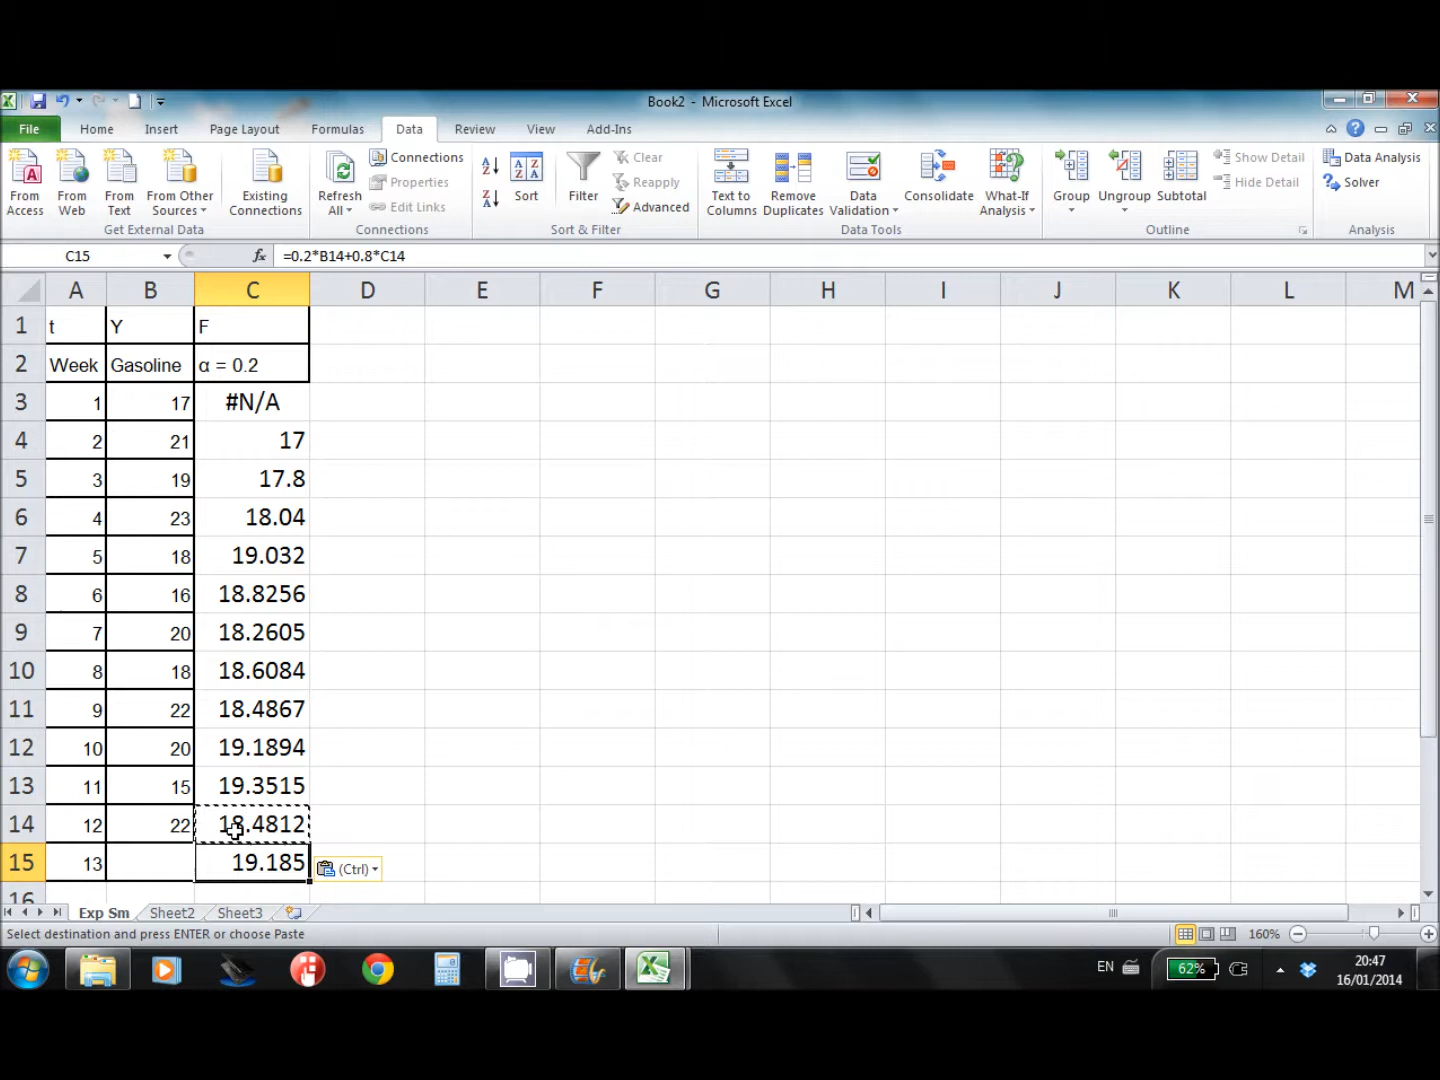 Book2 - Microsoft Excel
File Home Insert Page Layout Formulas Data Review View Add-Ins
From Access
From Web
From Text
From Other Sources
Existing Connections
Get External Data
Refresh All
Connections
Properties
Edit Links
Connections
Sort
Filter
Clear
Reapply
Advanced
Sort & Filter
Text to Columns
Remove Duplicates
Data Validation
Consolidate
What-If Analysis
Data Tools
Group
Ungroup
Subtotal
Show Detail
Hide Detail
Outline
Data Analysis
Solver
Analysis
C15 fx =0.2*B14+0.8*C14
A B C D E F G H I J K L M
1 t Y F
2 Week Gasoline α = 0.2
3 1 17 #N/A
4 2 21 17
5 3 19 17.8
6 4 23 18.04
7 5 18 19.032
8 6 16 18.8256
9 7 20 18.2605
10 8 18 18.6084
11 9 22 18.4867
12 10 20 19.1894
13 11 15 19.3515
14 12 22 18.4812
15 13 19.185 (Ctrl)
16
Exp Sm Sheet2 Sheet3
Select destination and press ENTER or choose Paste 160%
EN 62% 20:47
16/01/2014